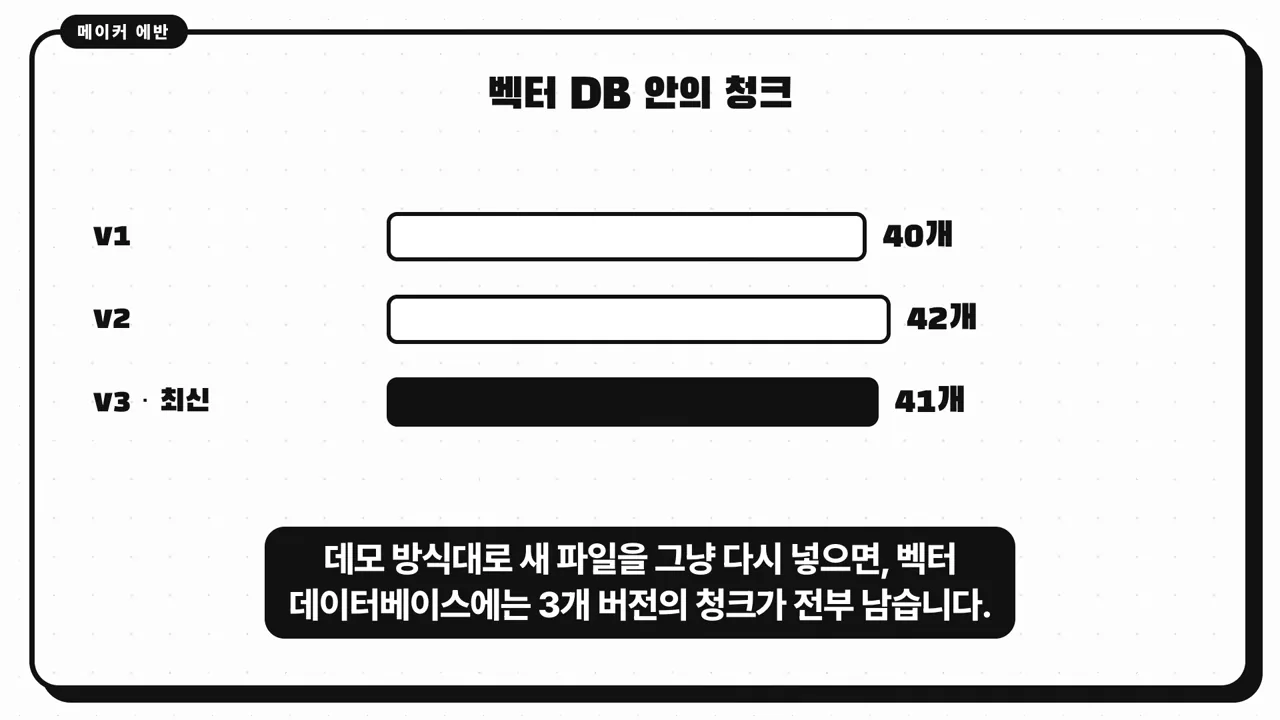 메이커 에반
벡터 DB 안의 청크
v1 40개
v2 42개
v3 · 최신 41개
데모 방식대로 새 파일을 그냥 다시 넣으면, 벡터
데이터베이스에는 3개 버전의 청크가 전부 남습니다.